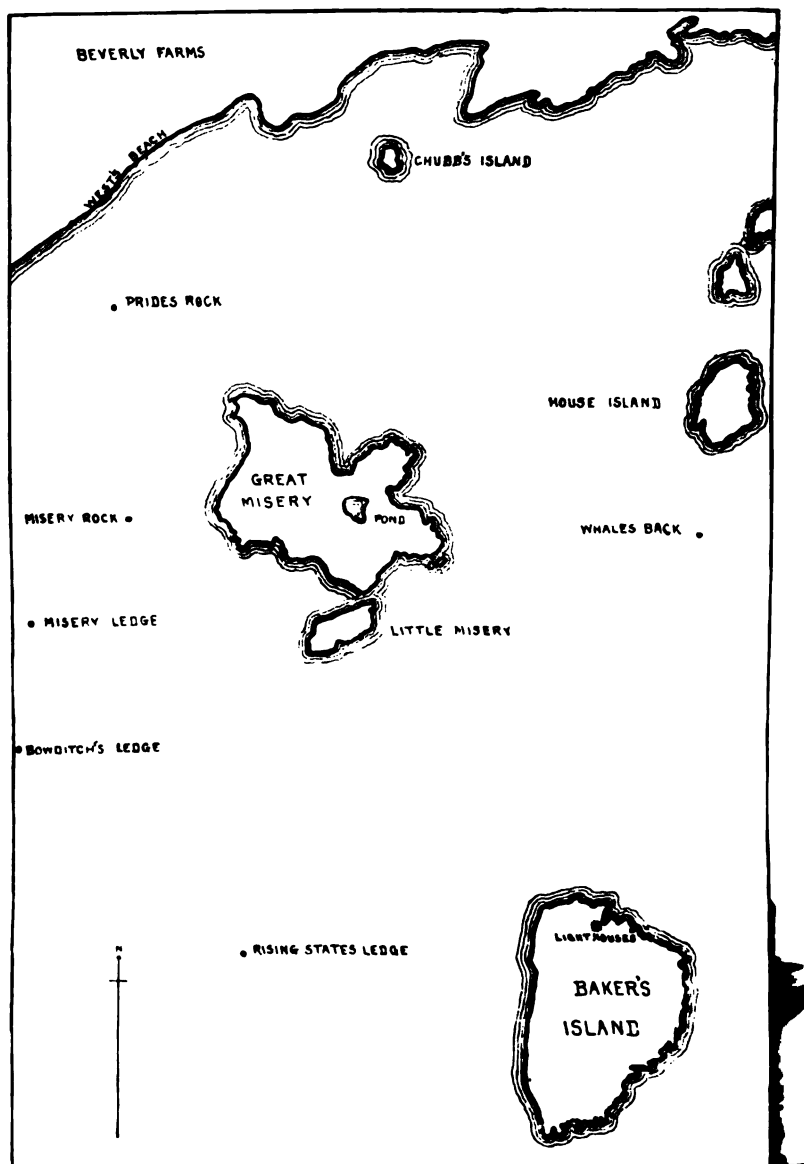 BEVERLY FARMS
WEST'S BEACH
CHUBB'S ISLAND
PRIDES ROCK
HOUSE ISLAND
GREAT
MISERY
POND
MISERY ROCK
WHALES BACK
MISERY LEDGE
LITTLE MISERY
BOWDITCH'S LEDGE
LIGHTHOUSES
N
RISING STATES LEDGE
BAKER'S
ISLAND